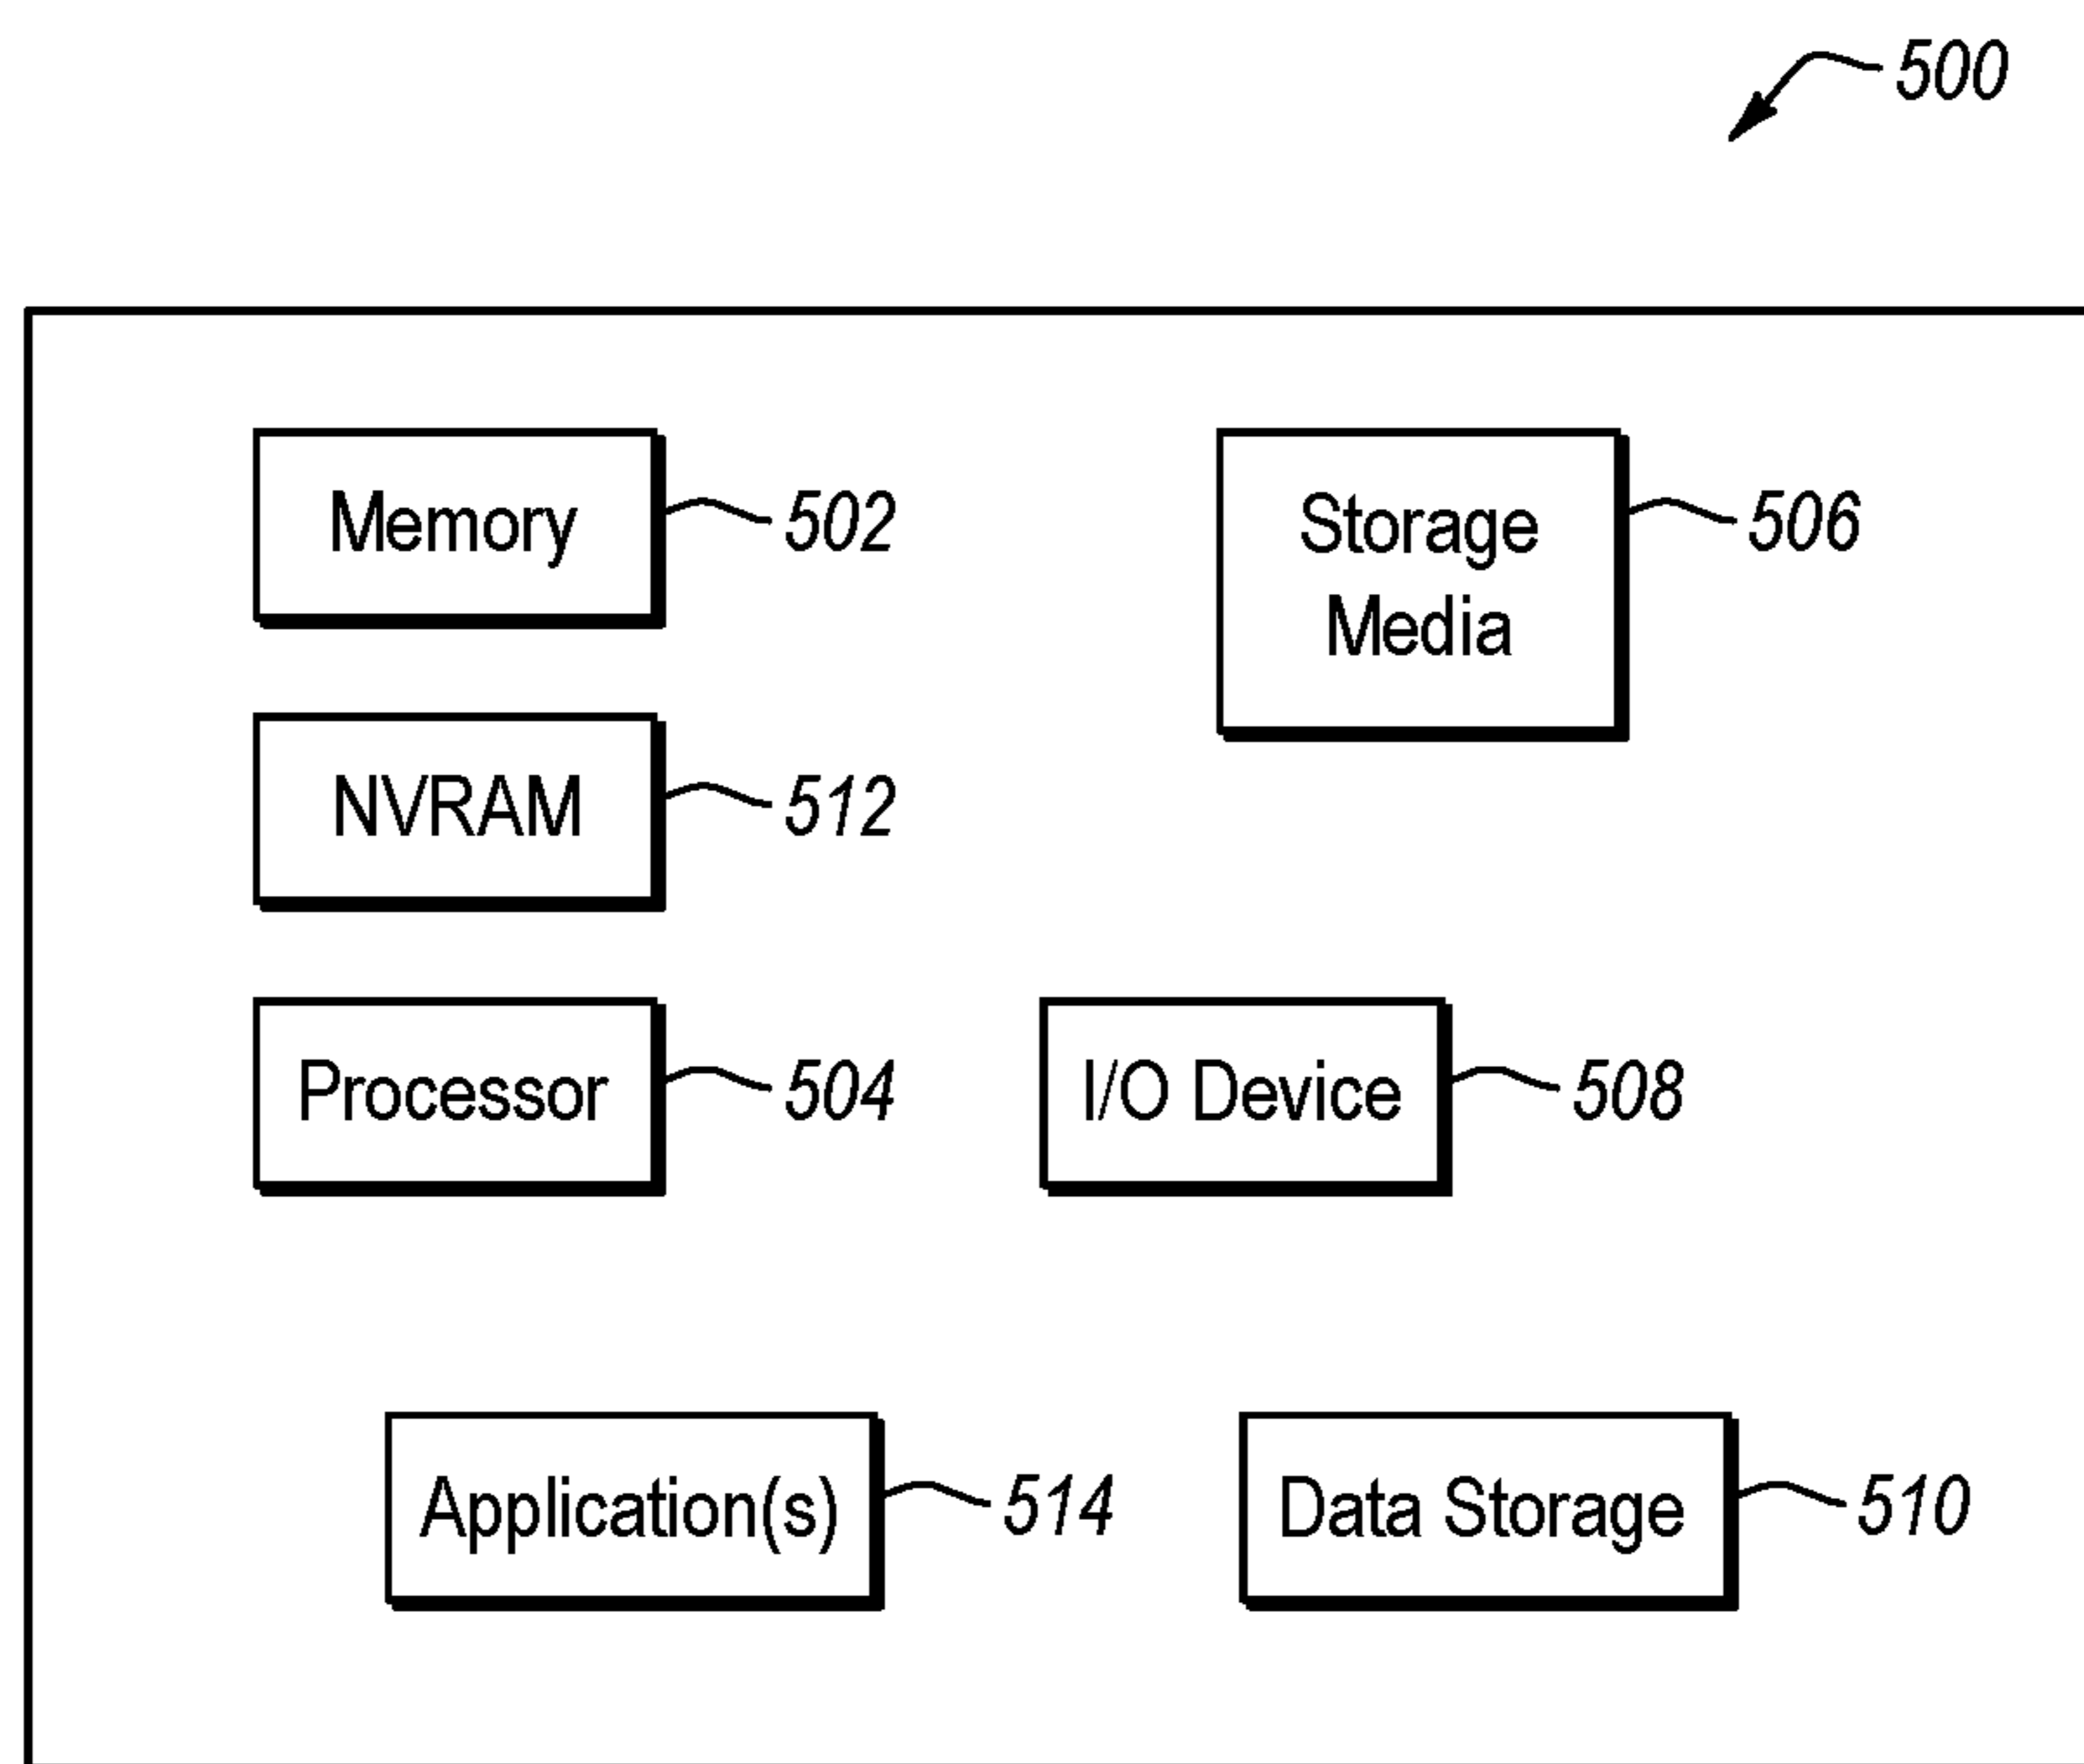 500
Memory 502
Storage 506
Media
NVRAM 512
Processor 504
I/O Device 508
Application(s) 514
Data Storage 510